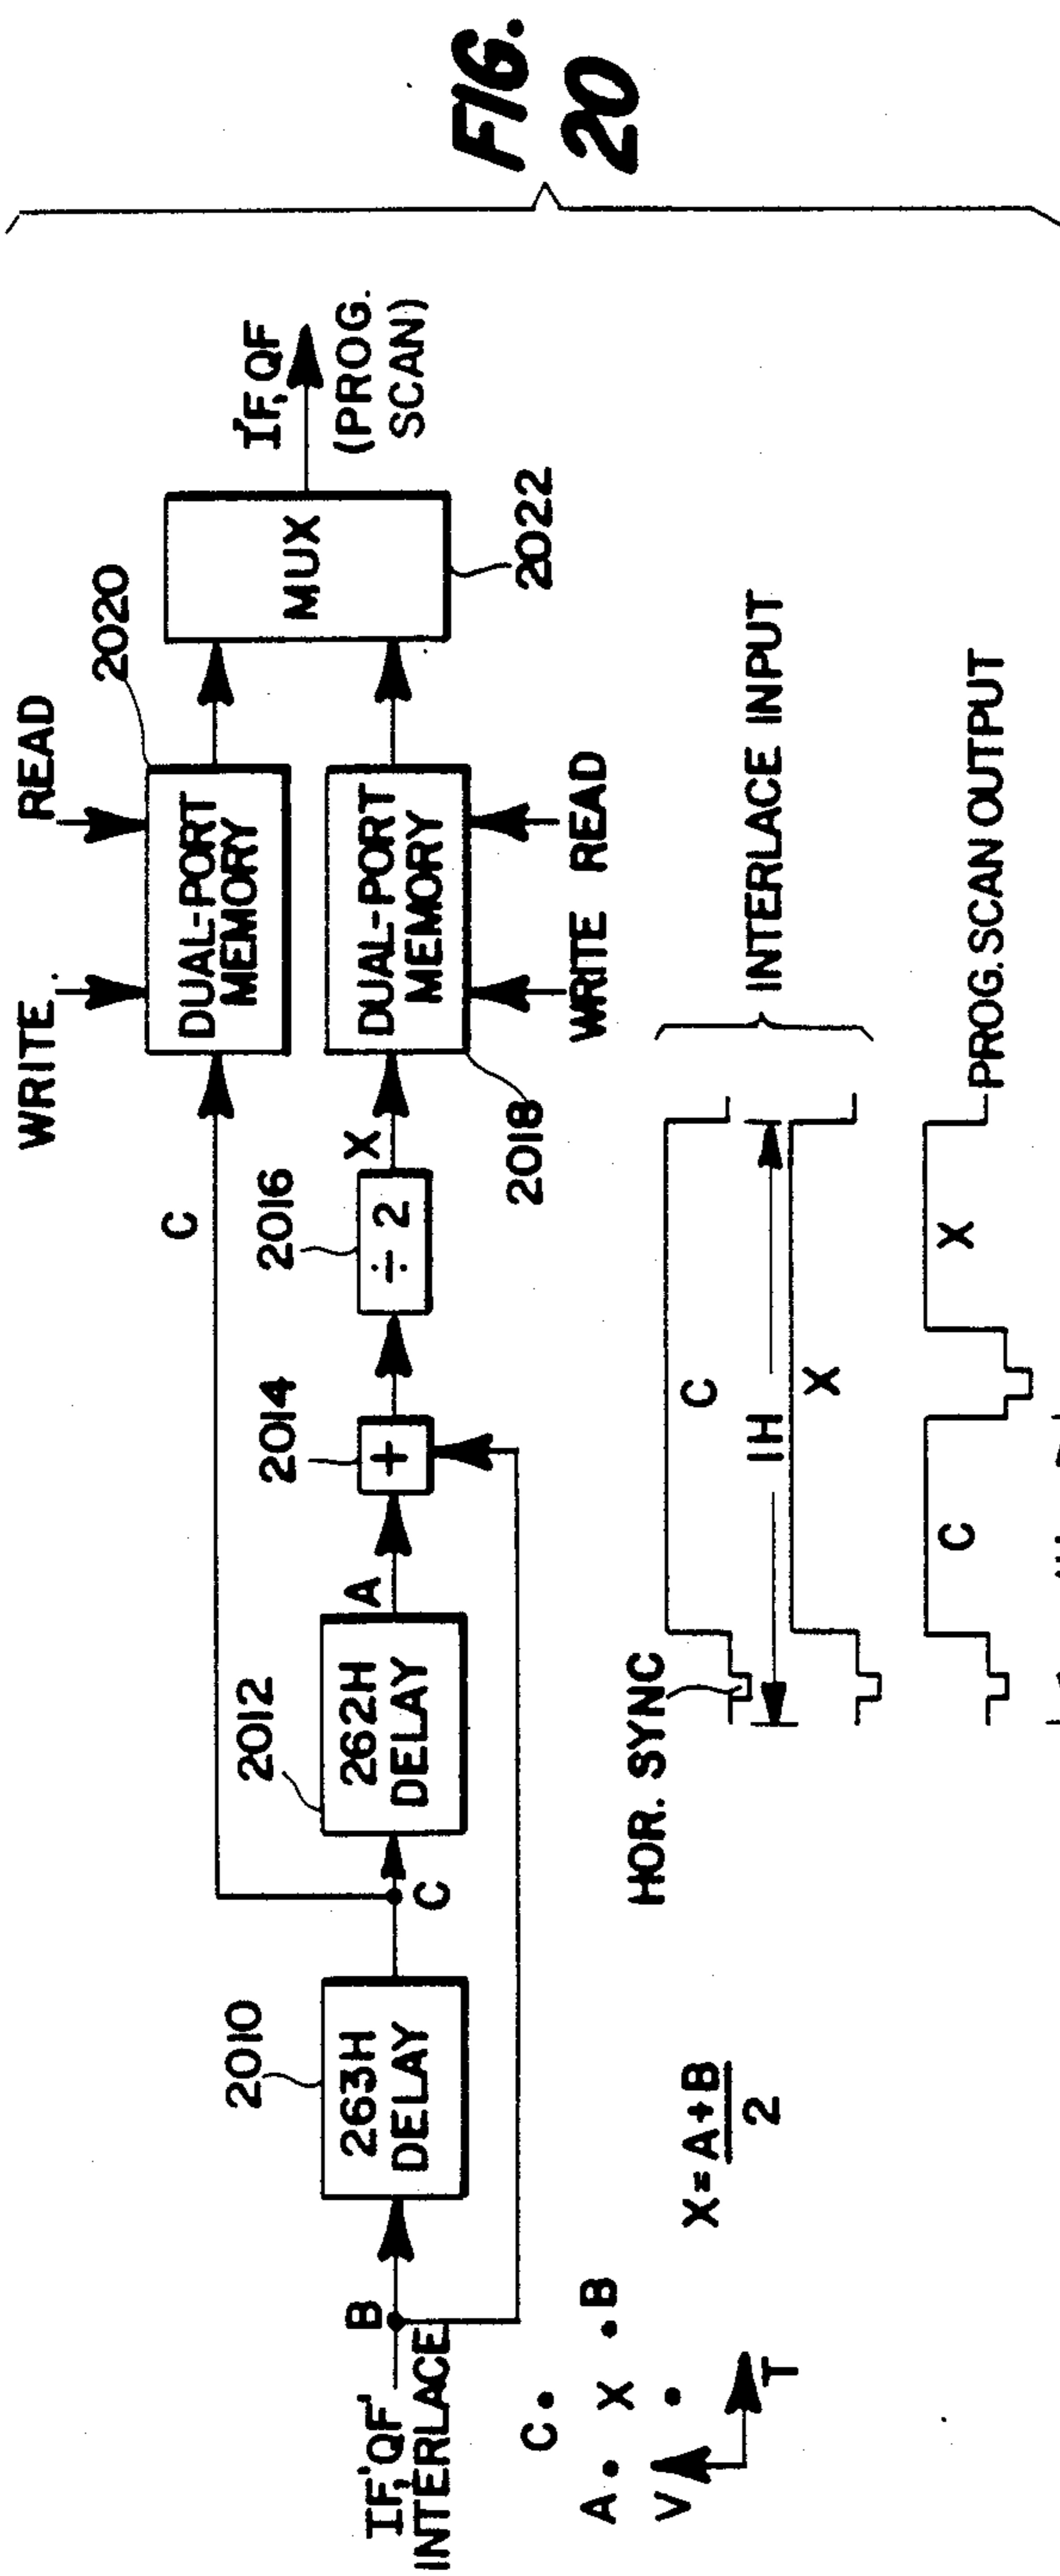 FIG.
20
WRITE READ
2020
C
DUAL-PORT
MEMORY
MUX
I'F, QF
(PROG.
SCAN)
2022
2010
2012
2014
2016
IF,'QF'
INTERLACE
B
263H
DELAY
C
262H
DELAY
A
+
÷ 2
X
DUAL-PORT
MEMORY
2018
WRITE READ
C
A
X
B
V
T
X = A+B
2
HOR. SYNC
C
1H
X
INTERLACE INPUT
C
X
PROG. SCAN OUTPUT